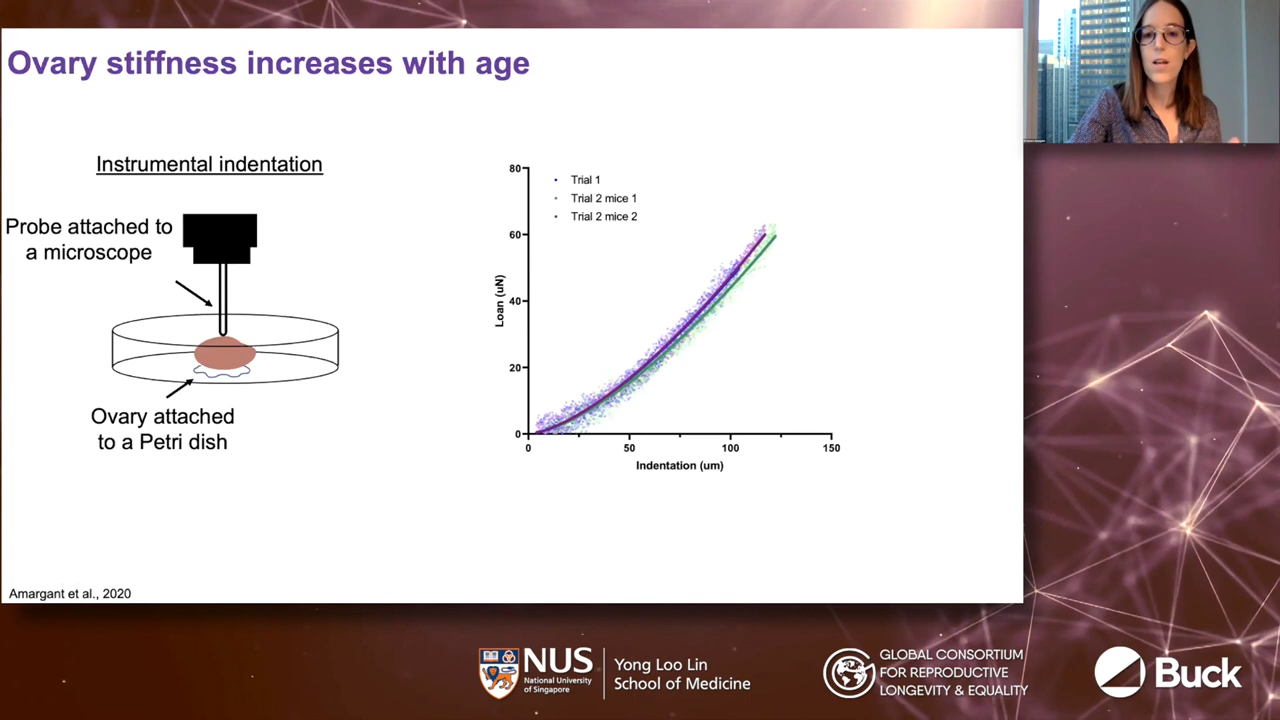 Ovary stiffness increases with age
Instrumental indentation
Probe attached to
a microscope
Ovary attached
to a Petri dish
80
60
40
20
0
Loan (uN)
Trial 1
Trial 2 mice 1
Trial 2 mice 2
0
50
100
150
Indentation (um)
Amargant et al., 2020
NUS
National University
of Singapore
Yong Loo Lin
School of Medicine
GLOBAL CONSORTIUM
FOR REPRODUCTIVE
LONGEVITY & EQUALITY
Buck